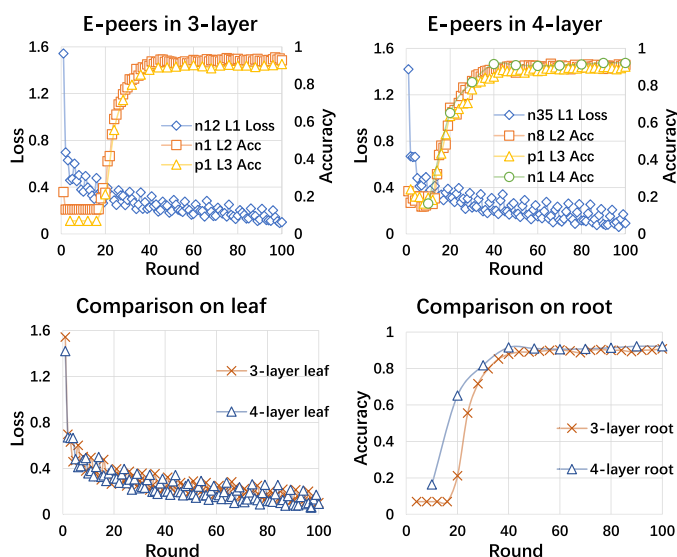 E-peers in 3-layer
1.6
1.2
0.8
0.4
0
Loss
1
0.8
0.6
0.4
0.2
0
Accuracy
n12 L1 Loss
n1 L2 Acc
p1 L3 Acc
0 20 40 60 80 100
Round
E-peers in 4-layer
1.6
1.2
0.8
0.4
0
Loss
1
0.8
0.6
0.4
0.2
0
Accuracy
n35 L1 Loss
n8 L2 Acc
p1 L3 Acc
n1 L4 Acc
0 20 40 60 80 100
Round
Comparison on leaf
1.6
1.2
0.8
0.4
0
Loss
3-layer leaf
4-layer leaf
0 20 40 60 80 100
Round
Comparison on root
1
0.8
0.6
0.4
0.2
0
Accuracy
3-layer root
4-layer root
0 20 40 60 80 100
Round